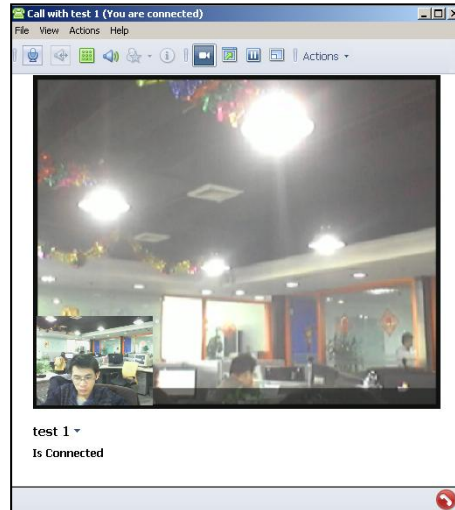 Call with test 1 (You are connected)
File View Actions Help
Actions
test 1
Is Connected